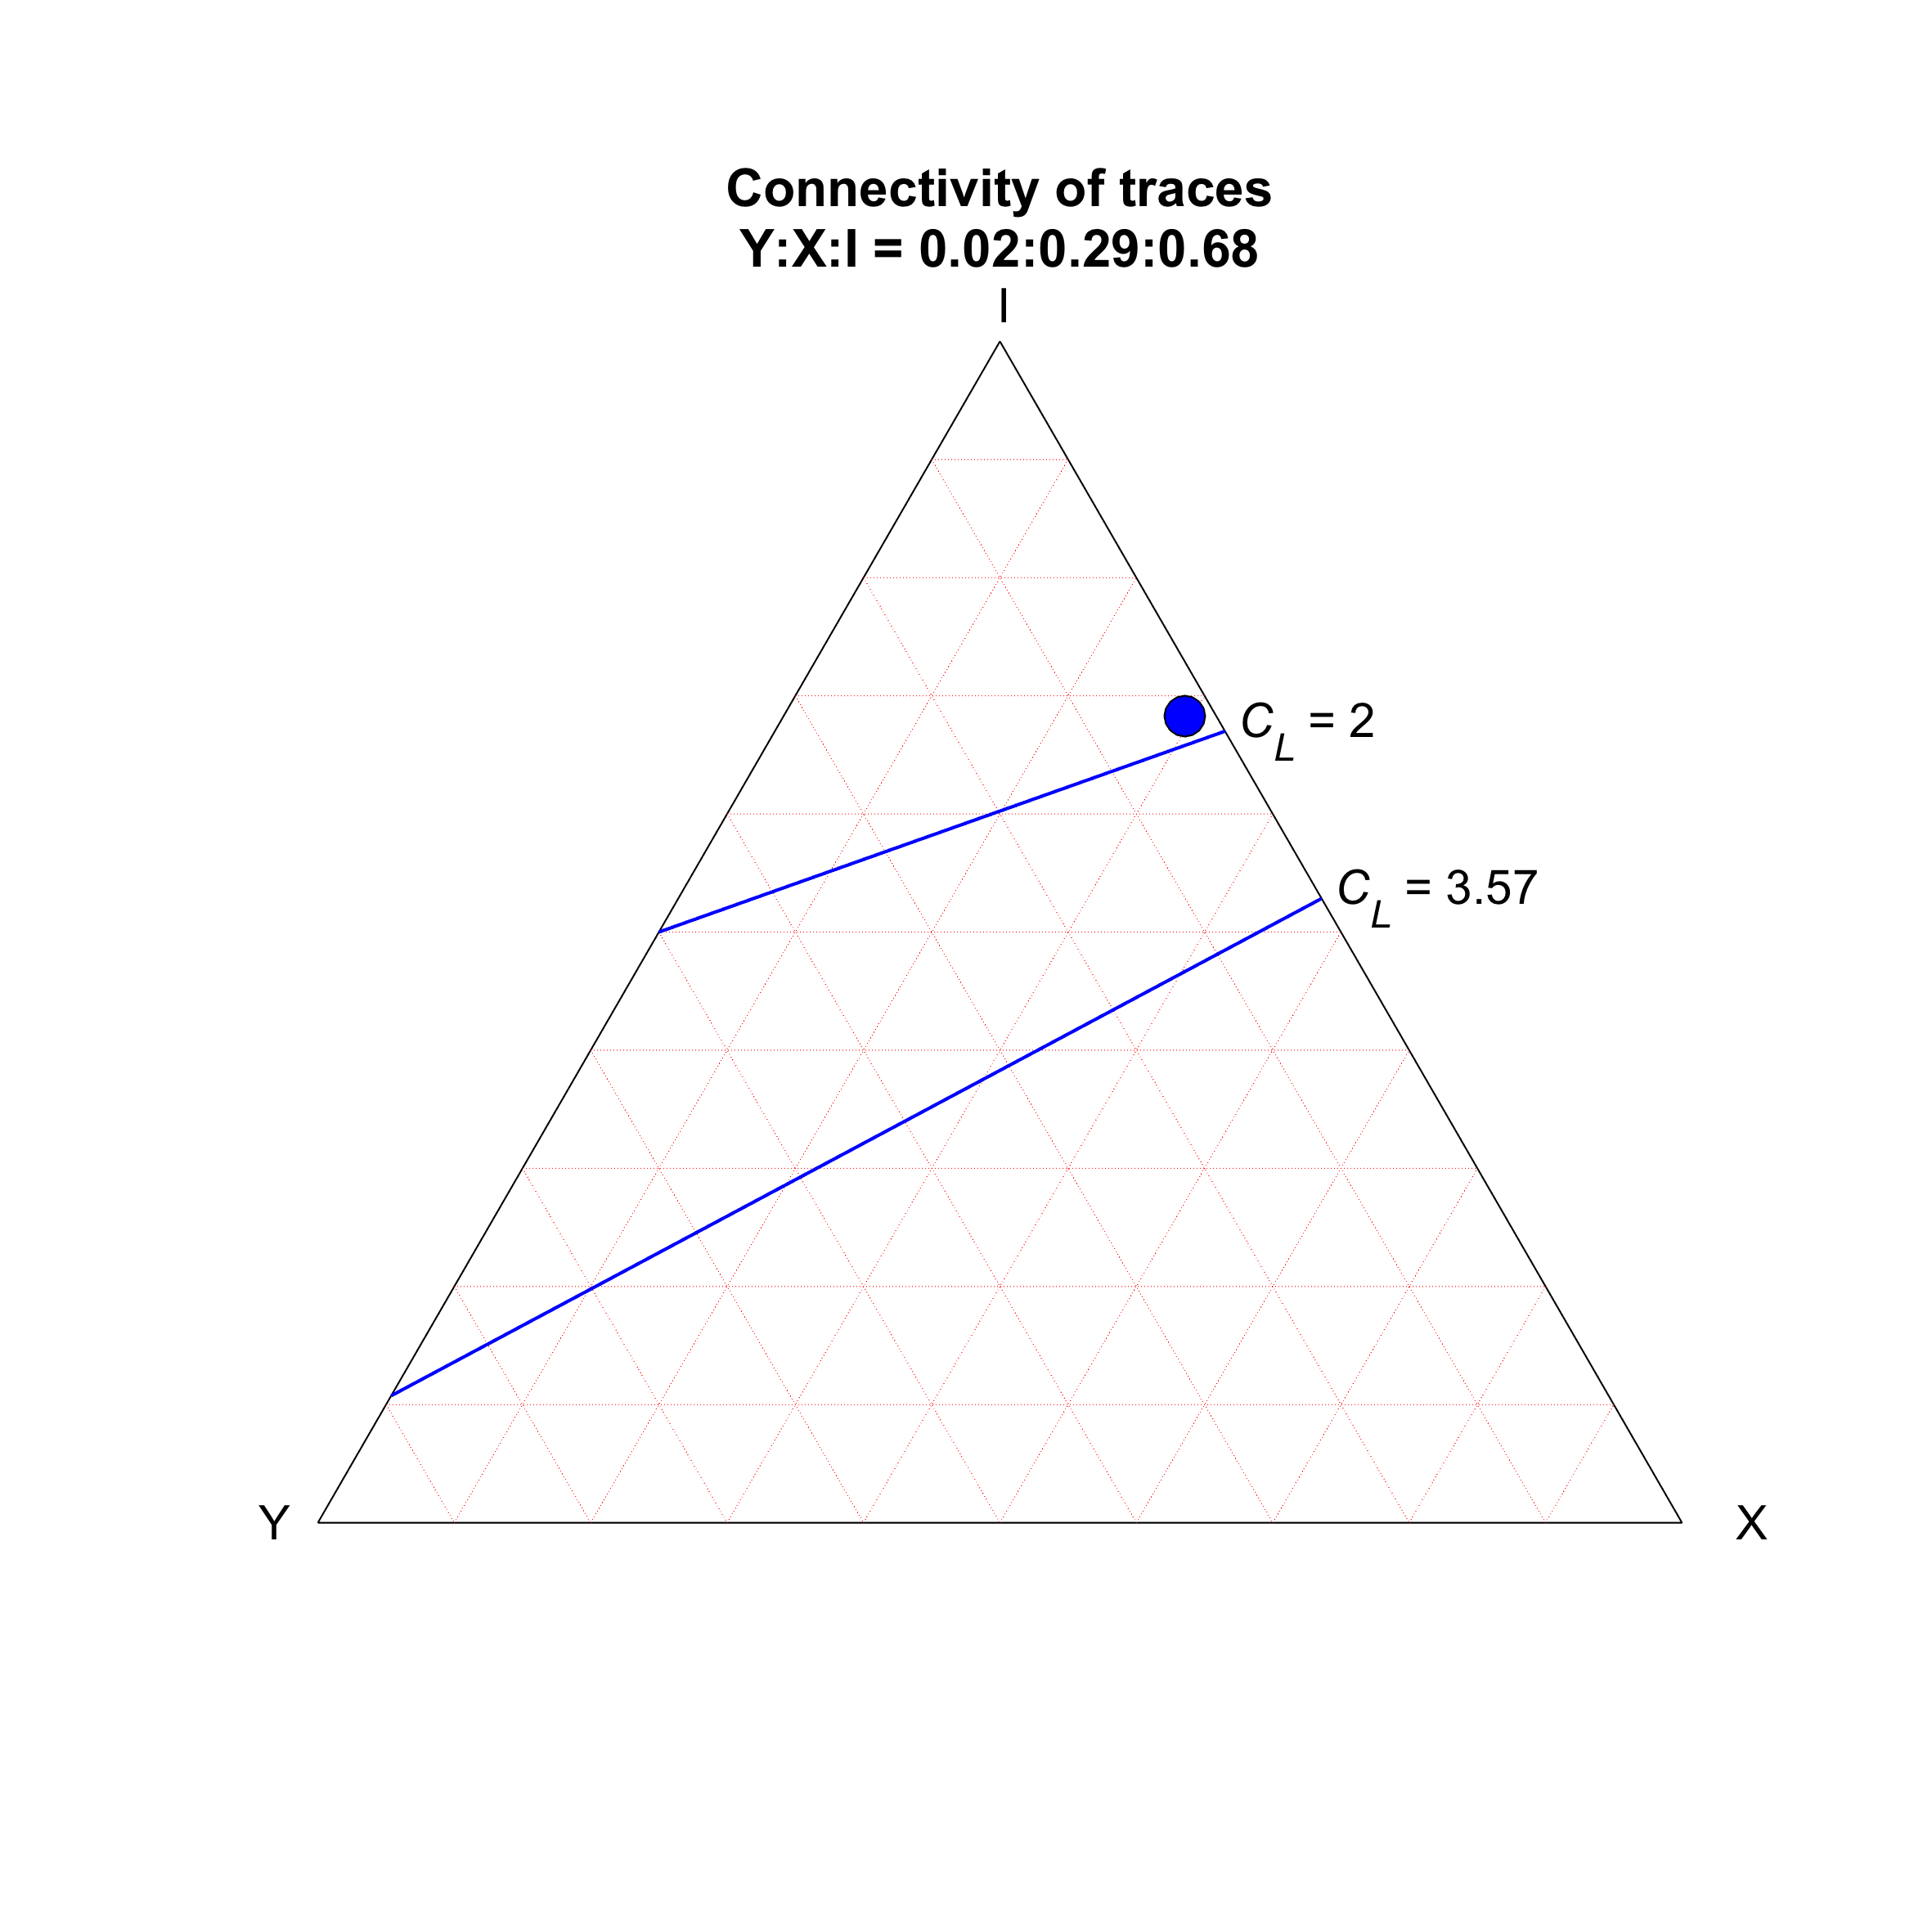 Connectivity of traces
Y:X:I = 0.02:0.29:0.68
I
C_L = 2
C_L = 3.57
Y
X